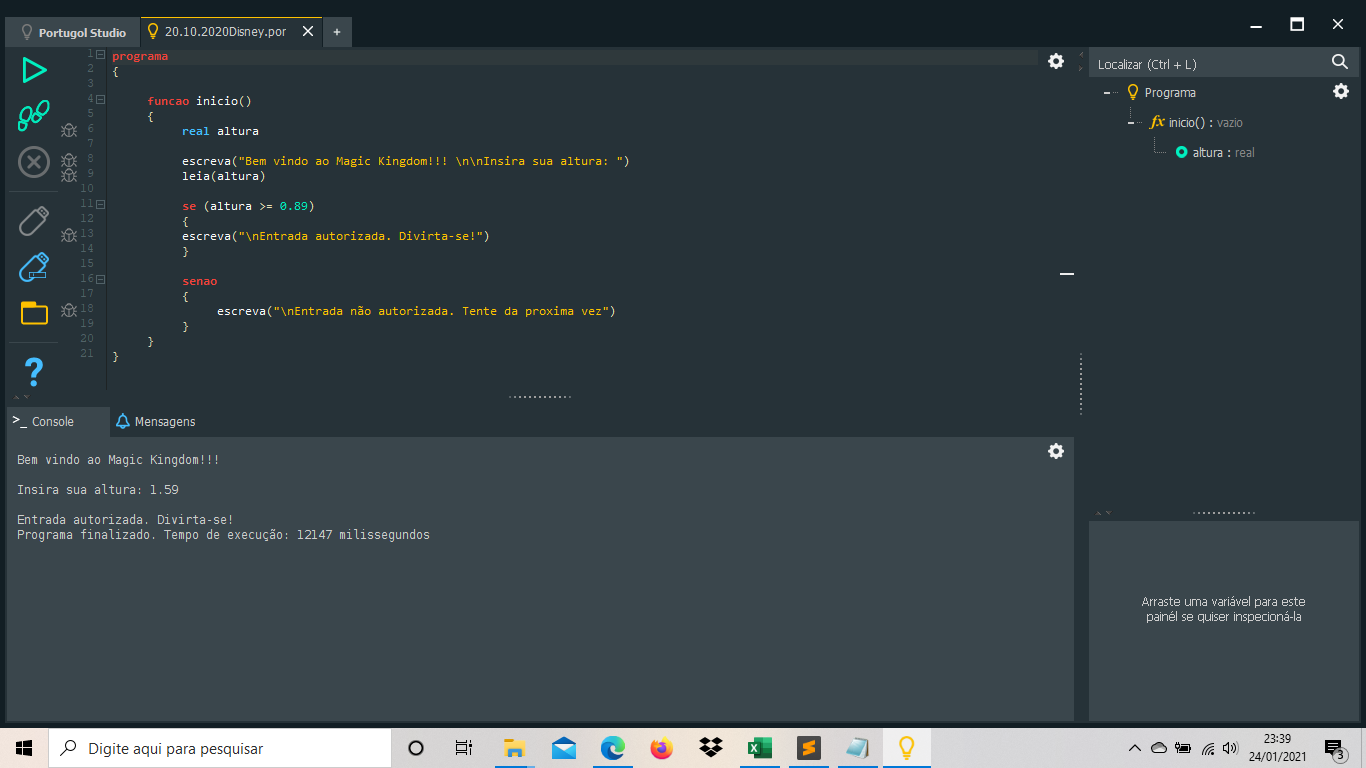 Portugol Studio
20.10.2020Disney.por
+
1 programa
2 {
3
4 funcao inicio()
5 {
6 real altura
7
8 escreva("Bem vindo ao Magic Kingdom!!! \n\nInsira sua altura: ")
9 leia(altura)
10
11 se (altura >= 0.89)
12 {
13 escreva("\nEntrada autorizada. Divirta-se!")
14 }
15
16 senao
17 {
18 escreva("\nEntrada não autorizada. Tente da proxima vez")
19 }
20 }
21 }
Localizar (Ctrl + L)
Programa
fx inicio() : vazio
altura : real
>_ Console
Mensagens
Bem vindo ao Magic Kingdom!!!
Insira sua altura: 1.59
Entrada autorizada. Divirta-se!
Programa finalizado. Tempo de execução: 12147 milissegundos
Arraste uma variável para este
painél se quiser inspecioná-la
Digite aqui para pesquisar
23:39
24/01/2021
3